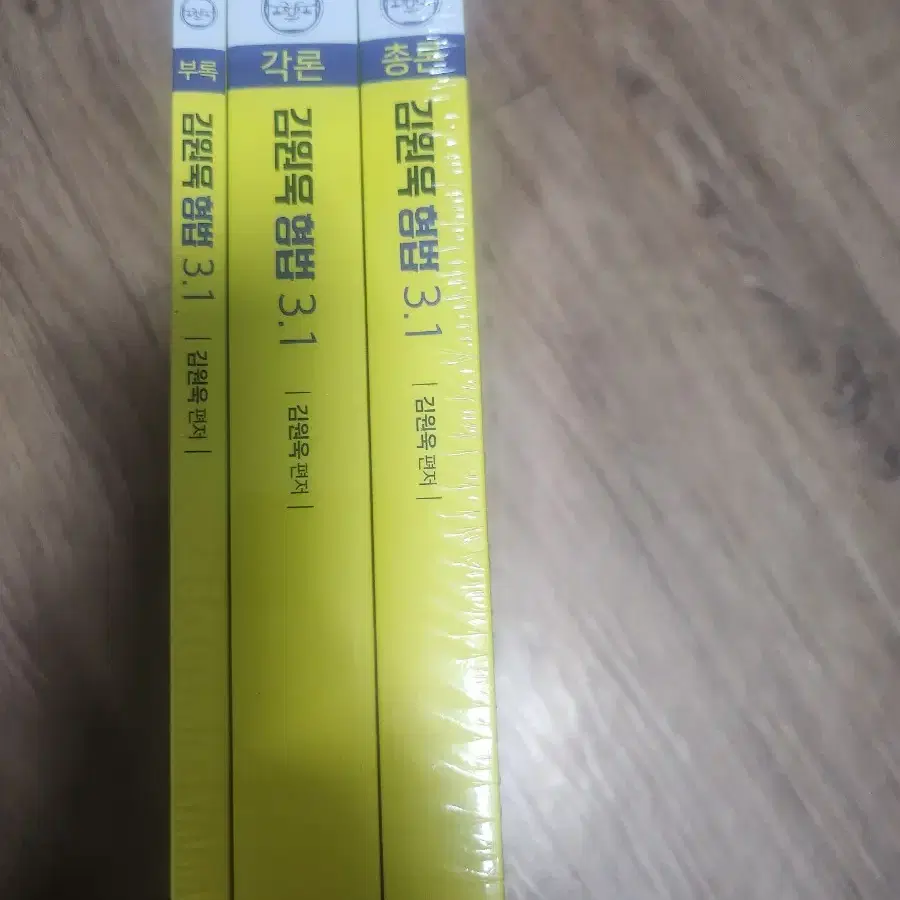 부록
김원욱 형법 3.1
| 김원욱 편저 |
각론
김원욱 형법 3.1
| 김원욱 편저 |
총론
김원욱 형법 3.1
| 김원욱 편저 |